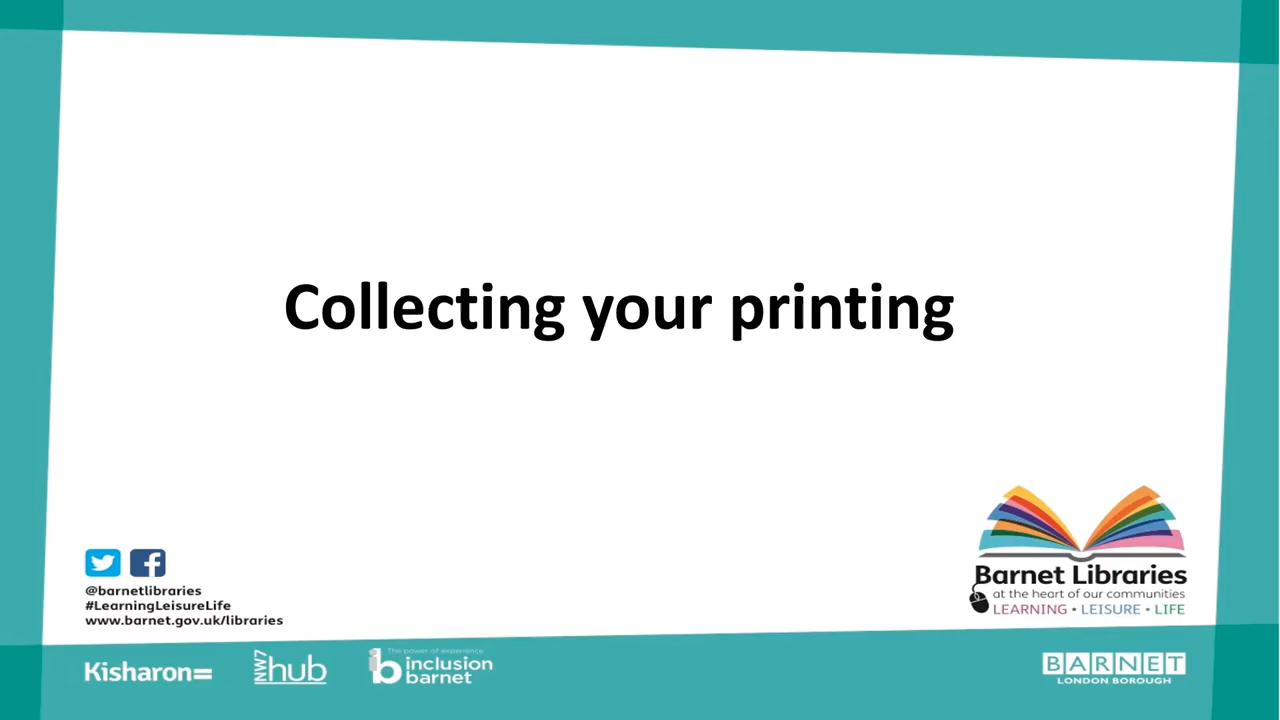 Collecting your printing
@barnetlibraries
#LearningLeisureLife
www.barnet.gov.uk/libraries
Barnet Libraries
at the heart of our communities
LEARNING • LEISURE • LIFE
Kisharon
NW7 hub
The power of experience
inclusion
barnet
BARNET
LONDON BOROUGH